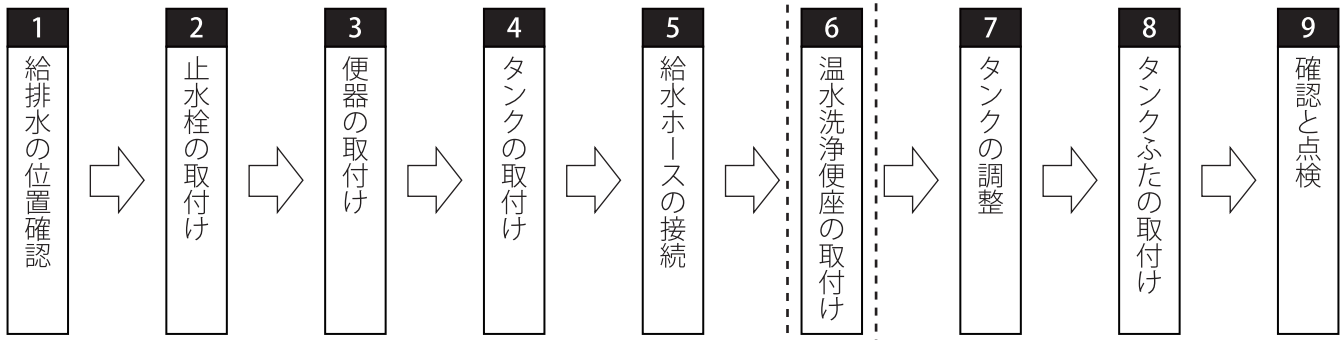 1
給排水の位置確認
2
止水栓の取付け
3
便器の取付け
4
タンクの取付け
5
給水ホースの接続
6
温水洗浄便座の取付け
7
タンクの調整
8
タンクふたの取付け
9
確認と点検